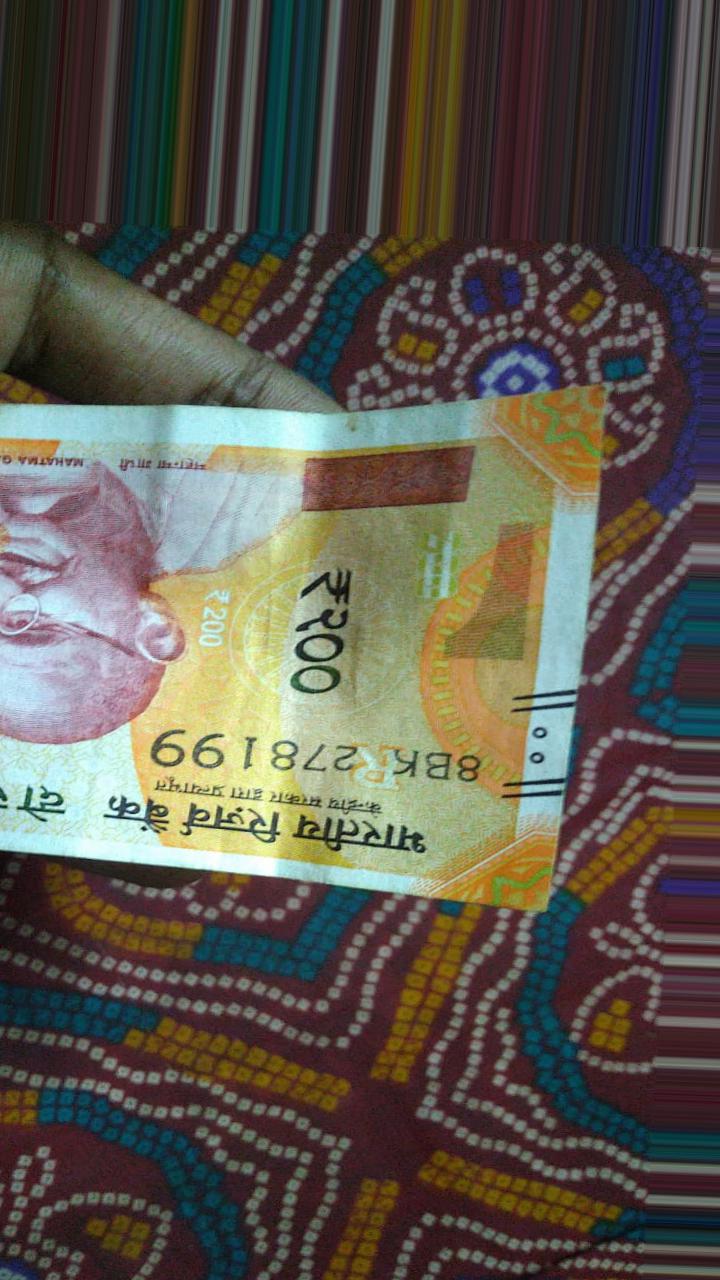 भारतीय रिज़र्व बैंक
दो
केन्द्रीय सरकार द्वारा प्रत्याभूत
8BK 278199
₹२००
₹200
महात्मा गांधी
MAHATMA